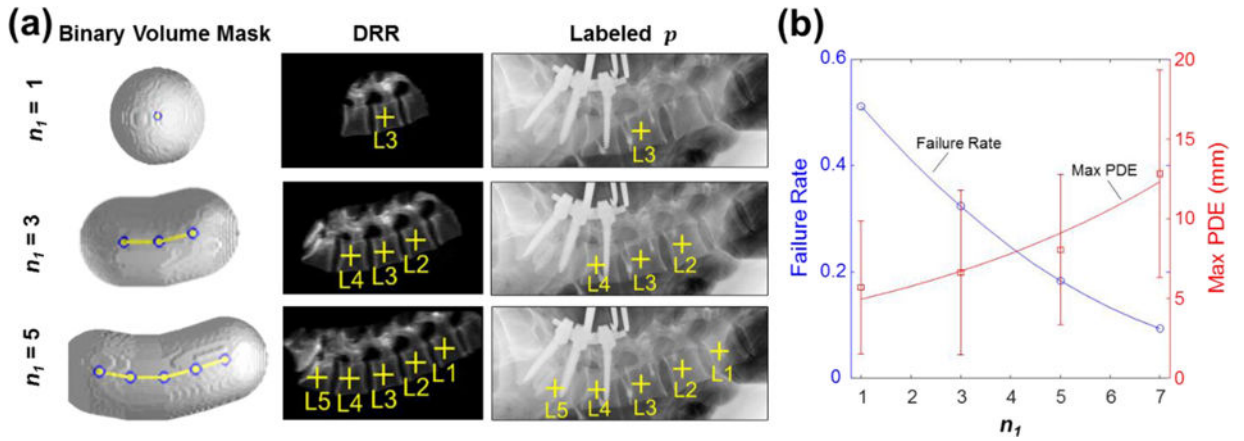 (a)
Binary Volume Mask
DRR
Labeled p
n₁ = 1
L3
L3
n₁ = 3
L4
L3
L2
L4
L3
L2
n₁ = 5
L5
L4
L3
L2
L1
L5
L4
L3
L2
L1
(b)
0.6
0.4
0.2
0
Failure Rate
Failure Rate
Max PDE
20
15
10
5
0
Max PDE (mm)
1 2 3 4 5 6 7
n₁